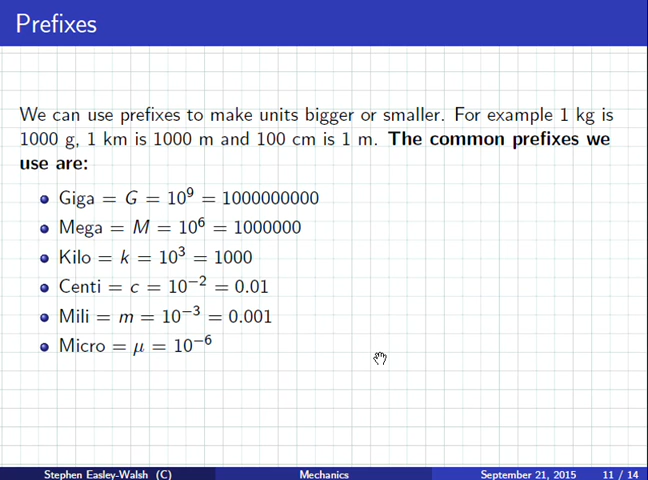 Prefixes
We can use prefixes to make units bigger or smaller. For example 1 kg is
1000 g, 1 km is 1000 m and 100 cm is 1 m. The common prefixes we
use are:
Giga = G = 10⁹ = 1000000000
Mega = M = 10⁶ = 1000000
Kilo = k = 10³ = 1000
Centi = c = 10⁻² = 0.01
Mili = m = 10⁻³ = 0.001
Micro = μ = 10⁻⁶
Stephen Easley-Walsh (C) Mechanics September 21, 2015 11 / 14